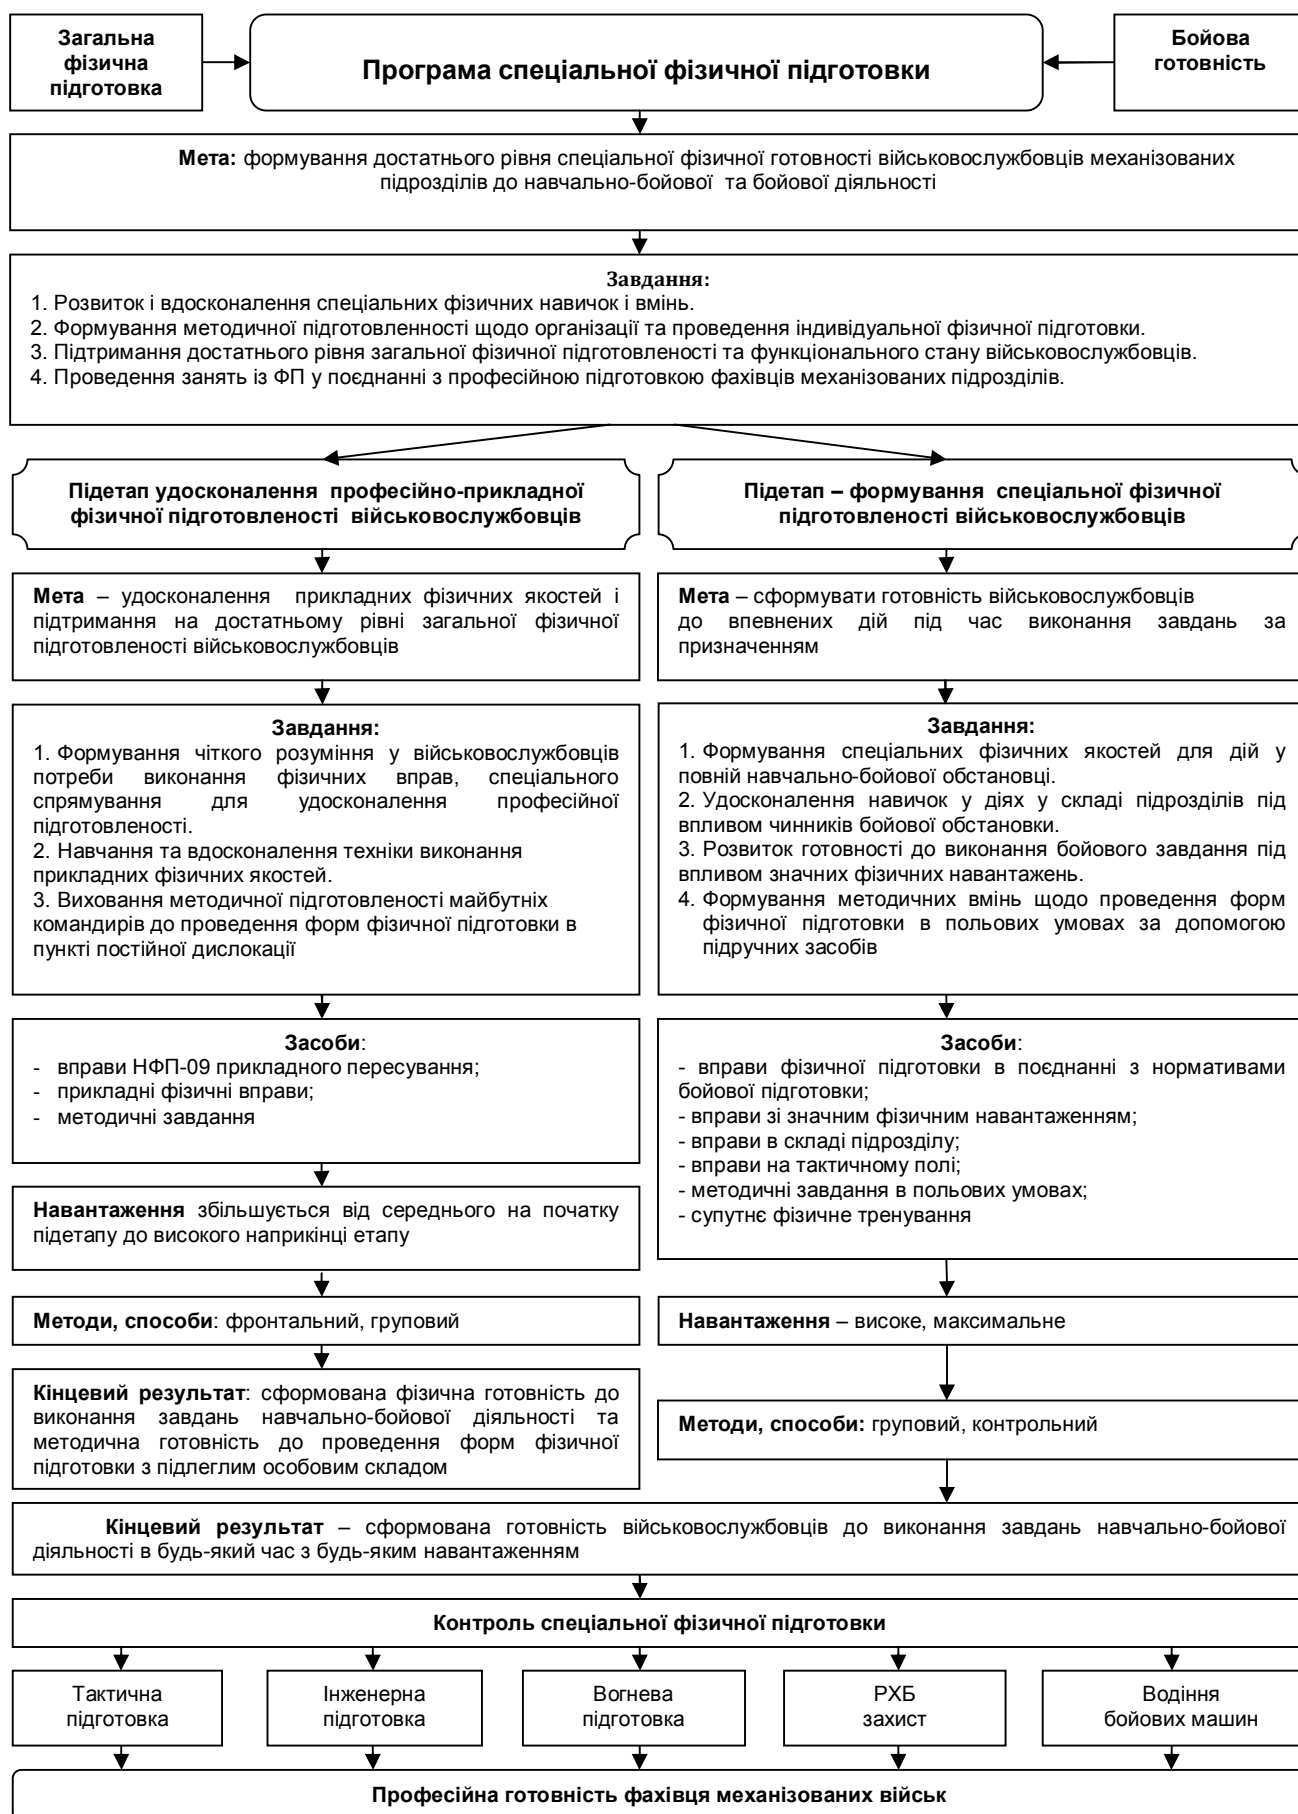 Загальна
фізична
підготовка
Програма спеціальної фізичної підготовки
Бойова
готовність
Мета: формування достатнього рівня спеціальної фізичної готовності військовослужбовців механізованих
підрозділів до навчально-бойової та бойової діяльності
Завдання:
1. Розвиток і вдосконалення спеціальних фізичних навичок і вмінь.
2. Формування методичної підготовленності щодо організації та проведення індивідуальної фізичної підготовки.
3. Підтримання достатнього рівня загальної фізичної підготовленості та функціонального стану військовослужбовців.
4. Проведення занять із ФП у поєднанні з професійною підготовкою фахівців механізованих підрозділів.
Підетап удосконалення професійно-прикладної
фізичної підготовленості військовослужбовців
Мета – удосконалення прикладних фізичних якостей і
підтримання на достатньому рівні загальної фізичної
підготовленості військовослужбовців
Завдання:
1. Формування чіткого розуміння у військовослужбовців
потреби виконання фізичних вправ, спеціального
спрямування для удосконалення професійної
підготовленості.
2. Навчання та вдосконалення техніки виконання
прикладних фізичних якостей.
3. Виховання методичної підготовленості майбутніх
командирів до проведення форм фізичної підготовки в
пункті постійної дислокації
Засоби:
- вправи НФП-09 прикладного пересування;
- прикладні фізичні вправи;
- методичні завдання
Навантаження збільшується від середнього на початку
підетапу до високого наприкінці етапу
Методи, способи: фронтальний, груповий
Кінцевий результат: сформована фізична готовність до
виконання завдань навчально-бойової діяльності та
методична готовність до проведення форм фізичної
підготовки з підлеглим особовим складом
Підетап – формування спеціальної фізичної
підготовленості військовослужбовців
Мета – сформувати готовність військовослужбовців
до впевнених дій під час виконання завдань за
призначенням
Завдання:
1. Формування спеціальних фізичних якостей для дій у
повній навчально-бойової обстановці.
2. Удосконалення навичок у діях у складі підрозділів під
впливом чинників бойової обстановки.
3. Розвиток готовності до виконання бойового завдання під
впливом значних фізичних навантажень.
4. Формування методичних вмінь щодо проведення форм
фізичної підготовки в польових умовах за допомогою
підручних засобів
Засоби:
- вправи фізичної підготовки в поєднанні з нормативами
бойової підготовки;
- вправи зі значним фізичним навантаженням;
- вправи в складі підрозділу;
- вправи на тактичному полі;
- методичні завдання в польових умовах;
- супутнє фізичне тренування
Навантаження – високе, максимальне
Методи, способи: груповий, контрольний
Кінцевий результат – сформована готовність військовослужбовців до виконання завдань навчально-бойової
діяльності в будь-який час з будь-яким навантаженням
Контроль спеціальної фізичної підготовки
Тактична
підготовка
Інженерна
підготовка
Вогнева
підготовка
РХБ
захист
Водіння
бойових машин
Професійна готовність фахівця механізованих військ